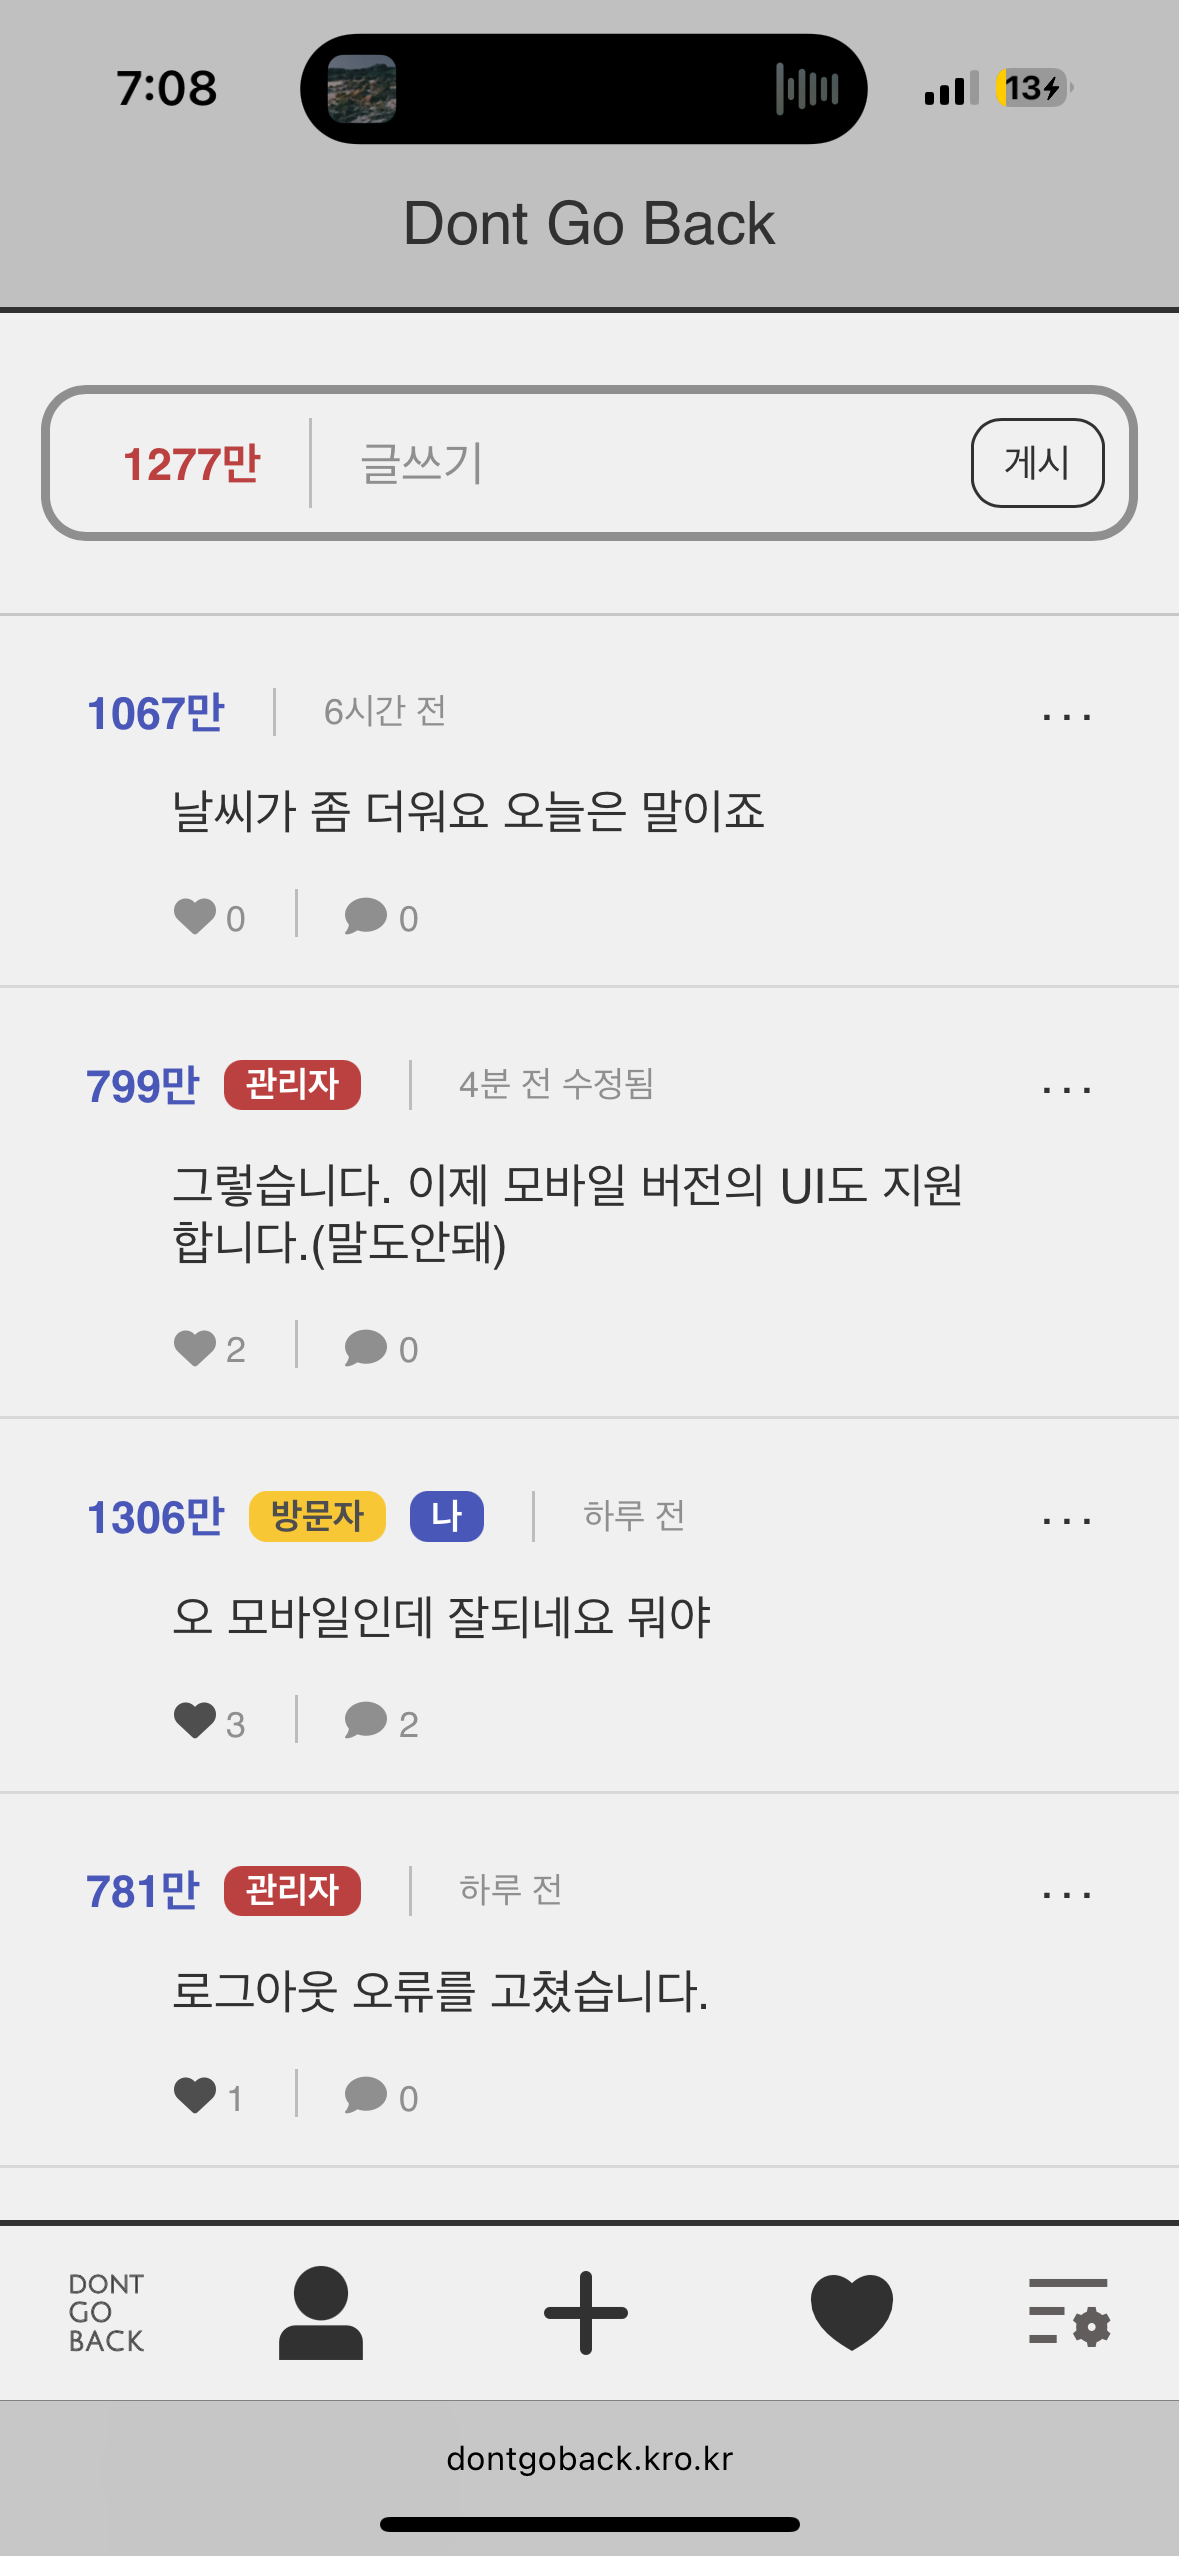 7:08
13
Dont Go Back
1277만 글쓰기 게시
1067만 6시간 전 ...
날씨가 좀 더워요 오늘은 말이죠
0 0
799만 관리자 4분 전 수정됨 ...
그렇습니다. 이제 모바일 버전의 UI도 지원
합니다.(말도안돼)
2 0
1306만 방문자 나 하루 전 ...
오 모바일인데 잘되네요 뭐야
3 2
781만 관리자 하루 전 ...
로그아웃 오류를 고쳤습니다.
1 0
DONT
GO
BACK
dontgoback.kro.kr